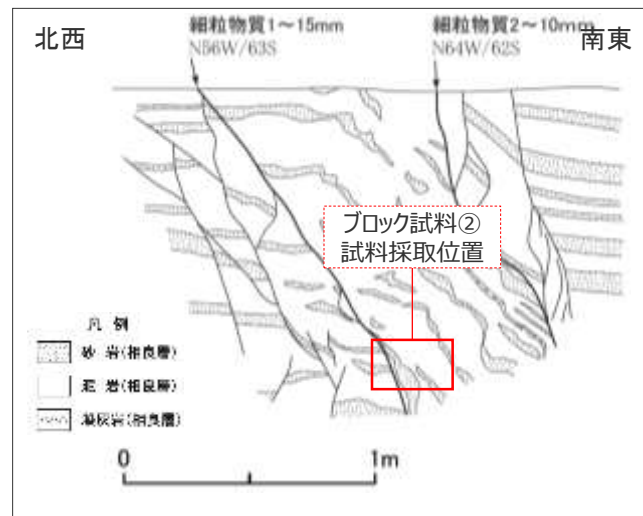 北西
細粒物質1～15mm
N56W/63S
細粒物質2～10mm
N64W/62S
南東
ブロック試料②
試料採取位置
凡 例
砂 岩(相良層)
泥 岩(相良層)
凝灰岩(相良層)
0
1m